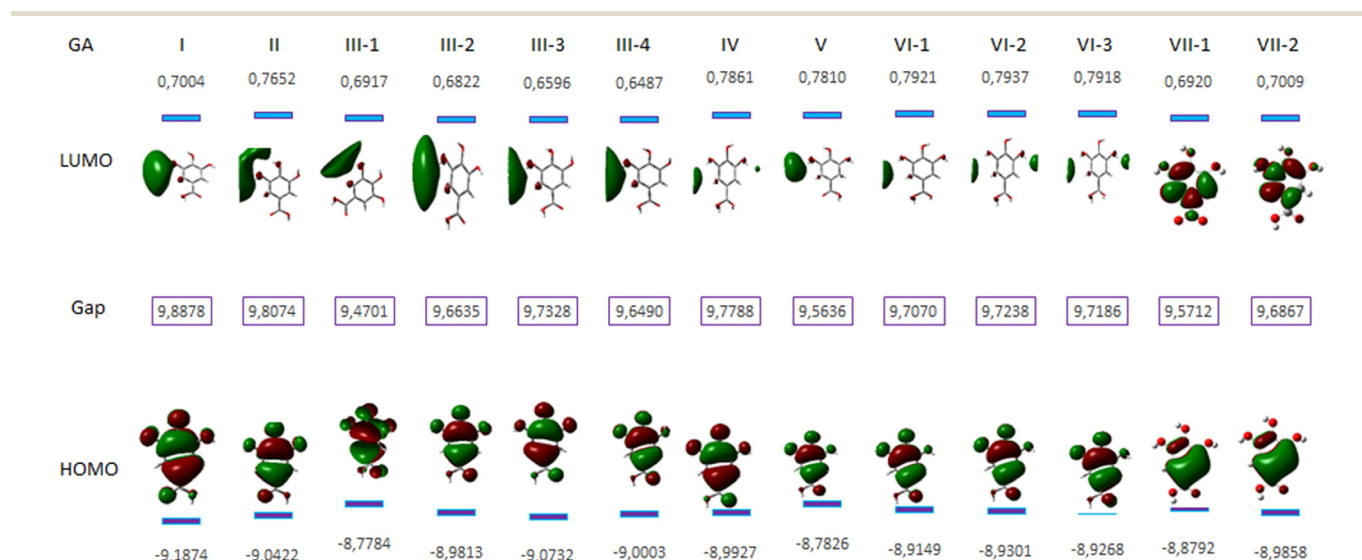 GA I II III-1 III-2 III-3 III-4 IV V VI-1 VI-2 VI-3 VII-1 VII-2
0,7004 0,7652 0,6917 0,6822 0,6596 0,6487 0,7861 0,7810 0,7921 0,7937 0,7918 0,6920 0,7009
LUMO
Gap 9,8878 9,8074 9,4701 9,6635 9,7328 9,6490 9,7788 9,5636 9,7070 9,7238 9,7186 9,5712 9,6867
HOMO
-9,1874 -9,0422 -8,7784 -8,9813 -9,0732 -9,0003 -8,9927 -8,7826 -8,9149 -8,9301 -8,9268 -8,8792 -8,9858